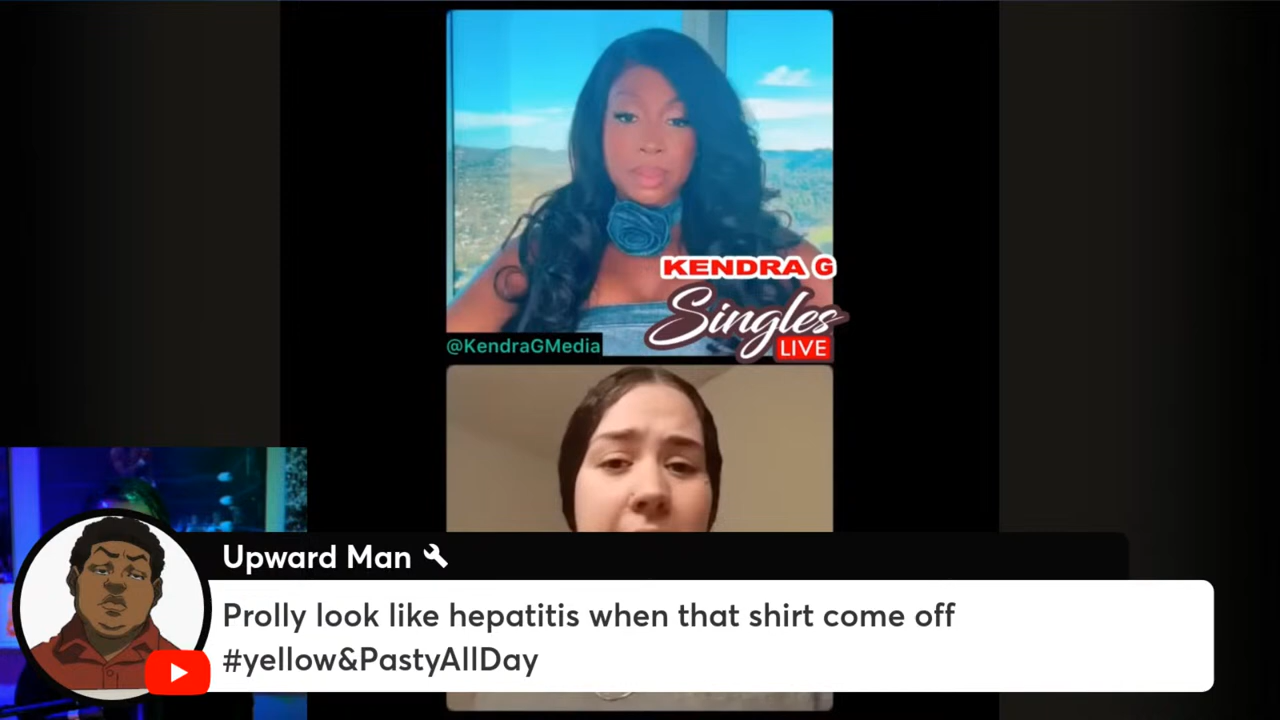 KENDRA G
Singles
LIVE
@KendraGMedia
Upward Man
Prolly look like hepatitis when that shirt come off
#yellow&PastyAllDay